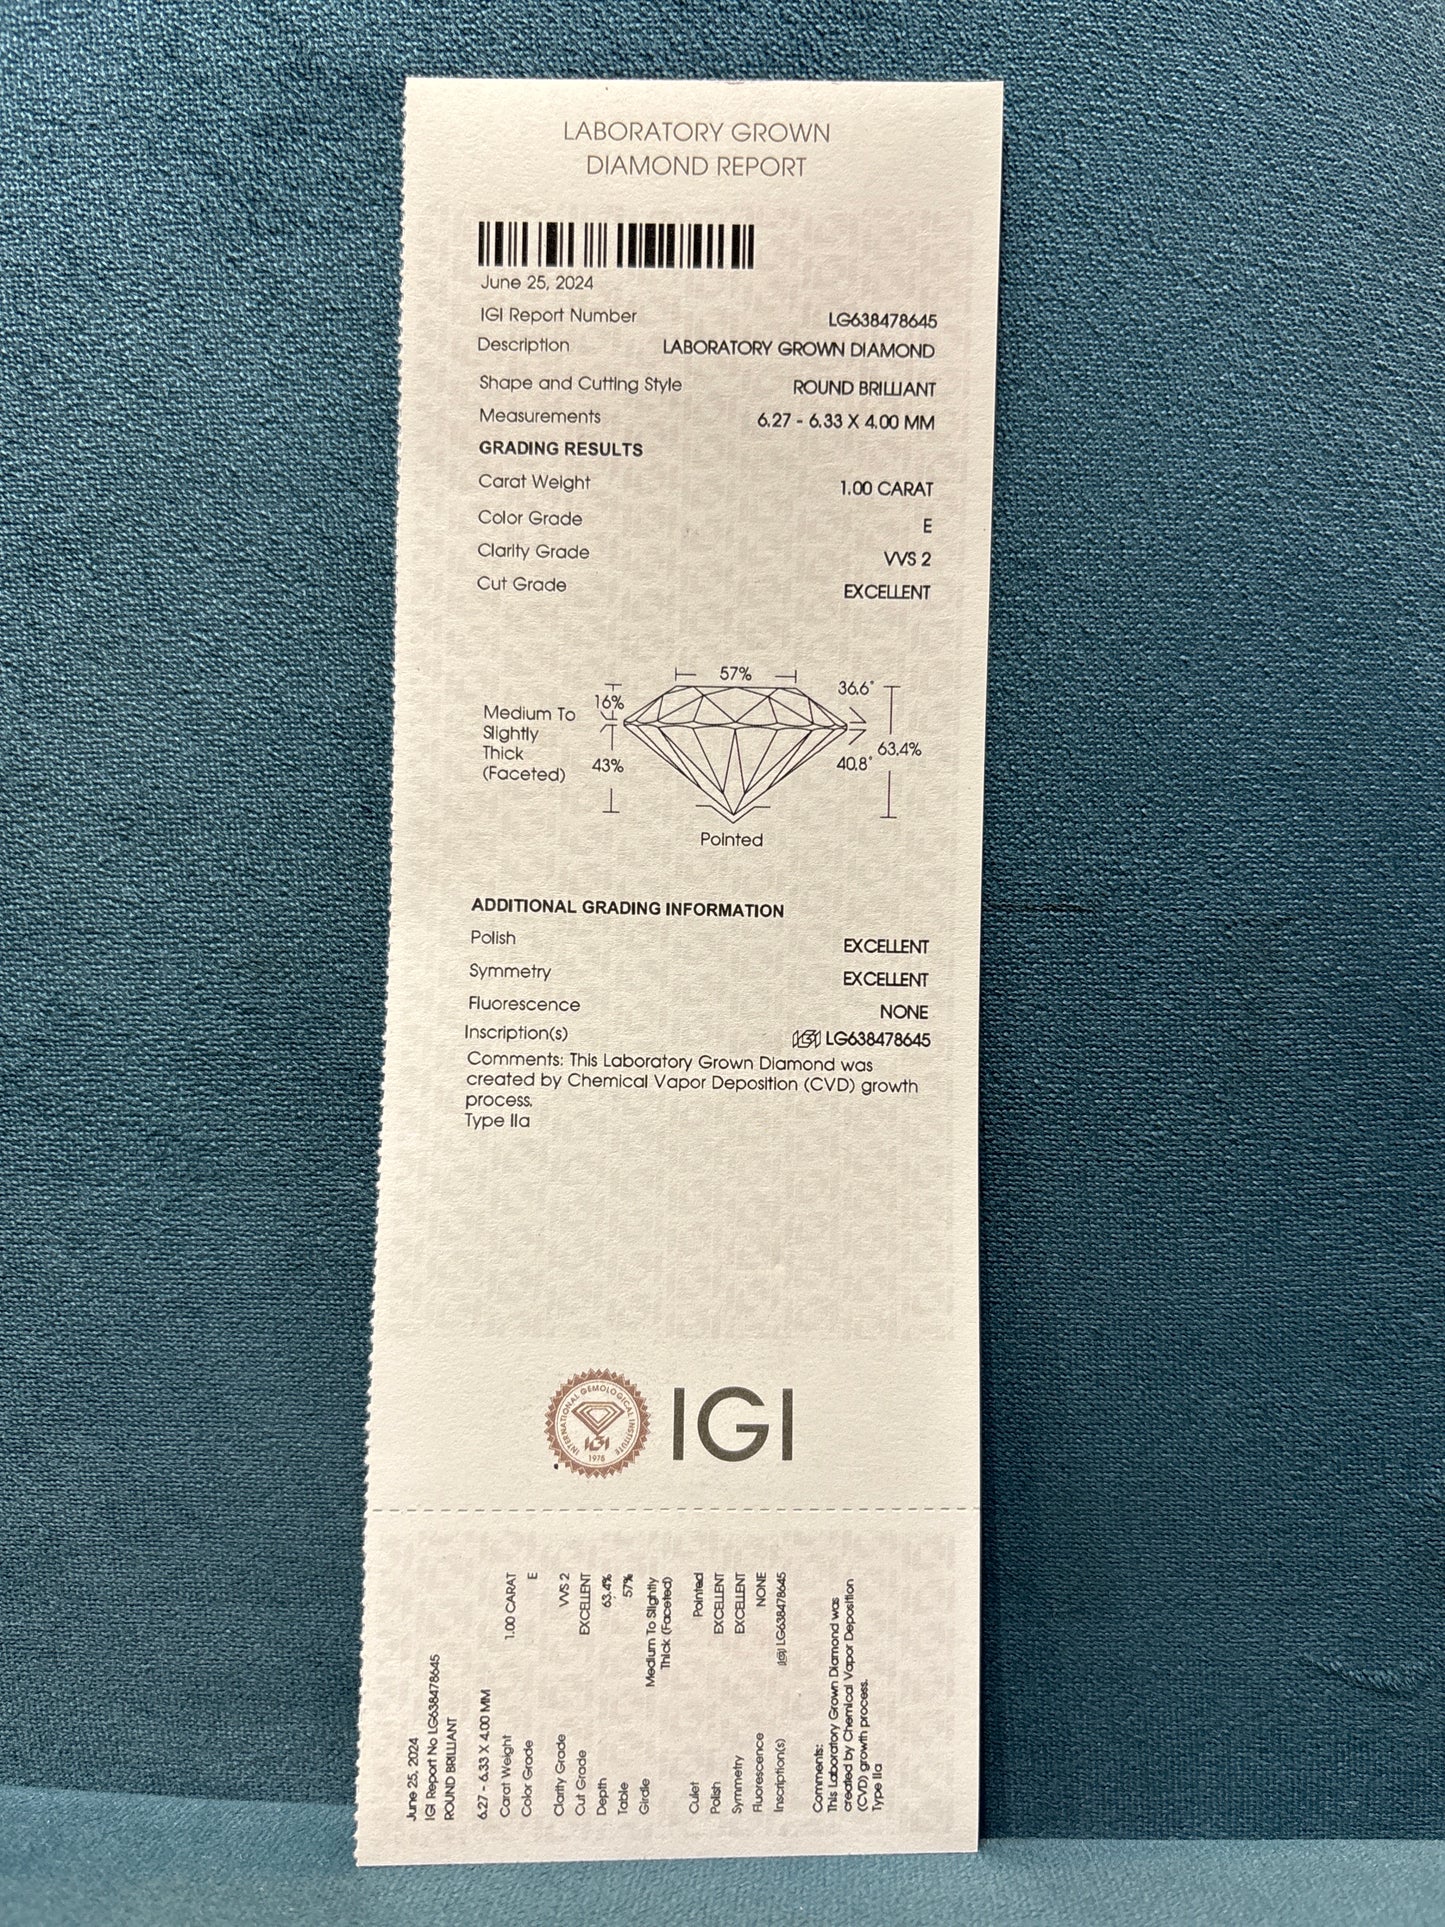 LABORATORY GROWN
DIAMOND REPORT
June 25, 2024
IGI Report Number LG638478645
Description LABORATORY GROWN DIAMOND
Shape and Cutting Style ROUND BRILLIANT
Measurements 6.27 - 6.33 X 4.00 MM
GRADING RESULTS
Carat Weight 1.00 CARAT
Color Grade E
Clarity Grade VVS 2
Cut Grade EXCELLENT
57%
16% 36.6°
Medium To
Slightly
Thick
(Faceted)
43% 40.8° 63.4%
Pointed
ADDITIONAL GRADING INFORMATION
Polish EXCELLENT
Symmetry EXCELLENT
Fluorescence NONE
Inscription(s) IGI LG638478645
Comments: This Laboratory Grown Diamond was
created by Chemical Vapor Deposition (CVD) growth
process.
Type IIa
INTERNATIONAL GEMOLOGICAL INSTITUTE
IGI
1975
IGI
June 25, 2024
IGI Report No LG638478645
ROUND BRILLIANT
6.27 - 6.33 X 4.00 MM
Carat Weight 1.00 CARAT
Color Grade E
Clarity Grade VVS 2
Cut Grade EXCELLENT
Depth 63.4%
Table 57%
Girdle Medium To Slightly
Thick (Faceted)
Culet Pointed
Polish EXCELLENT
Symmetry EXCELLENT
Fluorescence NONE
Inscription(s) IGI LG638478645
Comments:
This Laboratory Grown Diamond was
created by Chemical Vapor Deposition
(CVD) growth process.
Type IIa